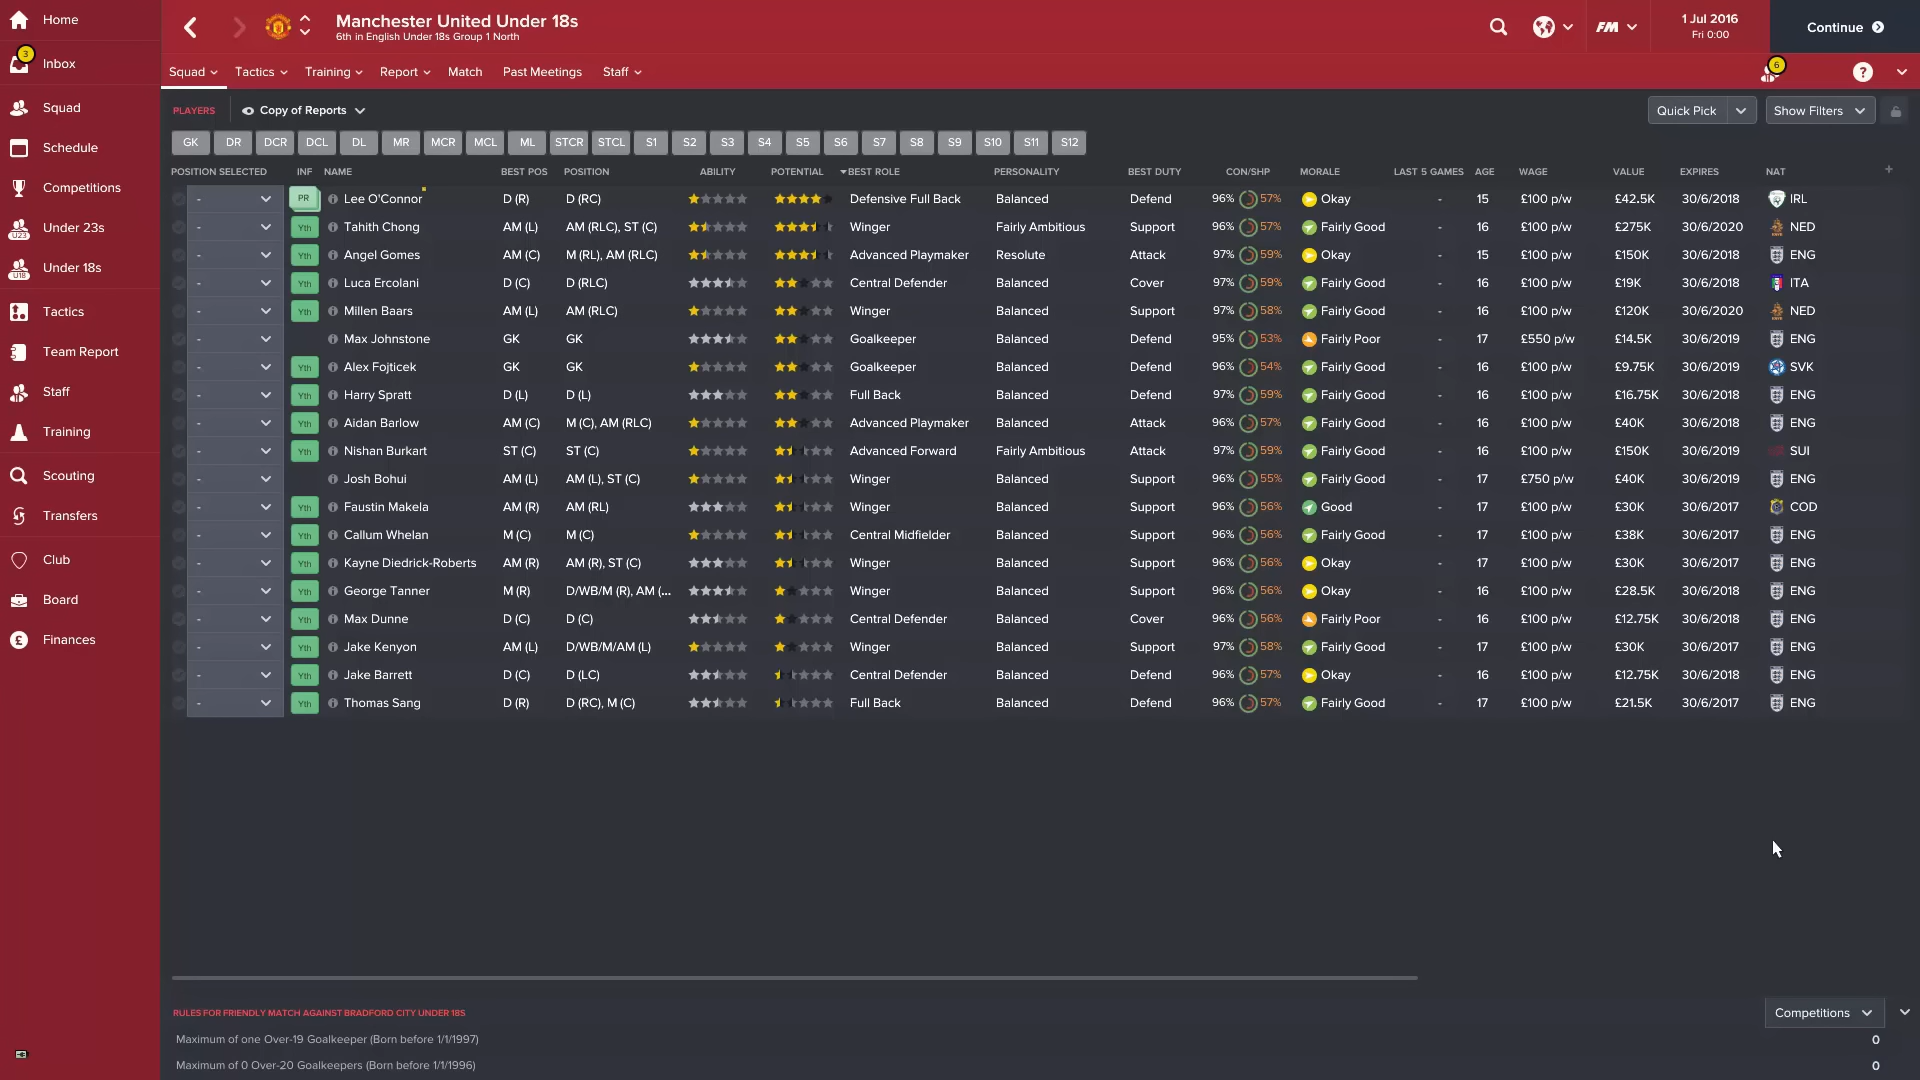 Home
3
Inbox
Squad
Schedule
Competitions
U23
Under 23s
U18
Under 18s
Tactics
Team Report
Staff
Training
Scouting
Transfers
Club
Board
Finances
Manchester United Under 18s
6th in English Under 18s Group 1 North
FM
1 Jul 2016
Fri 0:00
Continue
Squad Tactics Training Report Match Past Meetings Staff
6
?
PLAYERS Copy of Reports Quick Pick Show Filters
GK DR DCR DCL DL MR MCR MCL ML STCR STCL S1 S2 S3 S4 S5 S6 S7 S8 S9 S10 S11 S12
POSITION SELECTED INF NAME BEST POS POSITION ABILITY POTENTIAL BEST ROLE PERSONALITY BEST DUTY CON/SHP MORALE LAST 5 GAMES AGE WAGE VALUE EXPIRES NAT +
- PR Lee O'Connor D (R) D (RC) Defensive Full Back Balanced Defend 96% 57% Okay - 15 £100 p/w £42.5K 30/6/2018 IRL
- Yth Tahith Chong AM (L) AM (RLC), ST (C) Winger Fairly Ambitious Support 96% 57% Fairly Good - 16 £100 p/w £275K 30/6/2020 NED
- Yth Angel Gomes AM (C) M (RL), AM (RLC) Advanced Playmaker Resolute Attack 97% 59% Okay - 15 £100 p/w £150K 30/6/2018 ENG
- Yth Luca Ercolani D (C) D (RLC) Central Defender Balanced Cover 97% 59% Fairly Good - 16 £100 p/w £19K 30/6/2018 ITA
- Yth Millen Baars AM (L) AM (RLC) Winger Balanced Support 97% 58% Fairly Good - 16 £100 p/w £120K 30/6/2020 NED
- Max Johnstone GK GK Goalkeeper Balanced Defend 95% 53% Fairly Poor - 17 £550 p/w £14.5K 30/6/2019 ENG
- Yth Alex Fojticek GK GK Goalkeeper Balanced Defend 96% 54% Fairly Good - 16 £100 p/w £9.75K 30/6/2019 SVK
- Yth Harry Spratt D (L) D (L) Full Back Balanced Defend 97% 59% Fairly Good - 16 £100 p/w £16.75K 30/6/2018 ENG
- Yth Aidan Barlow AM (C) M (C), AM (RLC) Advanced Playmaker Balanced Attack 96% 57% Fairly Good - 16 £100 p/w £40K 30/6/2018 ENG
- Yth Nishan Burkart ST (C) ST (C) Advanced Forward Fairly Ambitious Attack 97% 59% Fairly Good - 16 £100 p/w £150K 30/6/2019 SUI
- Josh Bohui AM (L) AM (L), ST (C) Winger Balanced Support 96% 55% Fairly Good - 17 £750 p/w £40K 30/6/2019 ENG
- Yth Faustin Makela AM (R) AM (RL) Winger Balanced Support 96% 56% Good - 17 £100 p/w £30K 30/6/2017 COD
- Yth Callum Whelan M (C) M (C) Central Midfielder Balanced Support 96% 56% Fairly Good - 17 £100 p/w £38K 30/6/2017 ENG
- Yth Kayne Diedrick-Roberts AM (R) AM (R), ST (C) Winger Balanced Support 96% 56% Okay - 17 £100 p/w £30K 30/6/2017 ENG
- Yth George Tanner M (R) D/WB/M (R), AM (... Winger Balanced Support 96% 56% Okay - 16 £100 p/w £28.5K 30/6/2018 ENG
- Yth Max Dunne D (C) D (C) Central Defender Balanced Cover 96% 56% Fairly Poor - 16 £100 p/w £12.75K 30/6/2018 ENG
- Yth Jake Kenyon AM (L) D/WB/M/AM (L) Winger Balanced Support 97% 58% Fairly Good - 17 £100 p/w £30K 30/6/2017 ENG
- Yth Jake Barrett D (C) D (LC) Central Defender Balanced Defend 96% 57% Okay - 16 £100 p/w £12.75K 30/6/2018 ENG
- Yth Thomas Sang D (R) D (RC), M (C) Full Back Balanced Defend 96% 57% Fairly Good - 17 £100 p/w £21.5K 30/6/2017 ENG
RULES FOR FRIENDLY MATCH AGAINST BRADFORD CITY UNDER 18S Competitions
Maximum of one Over-19 Goalkeeper (Born before 1/1/1997) 0
Maximum of 0 Over-20 Goalkeepers (Born before 1/1/1996) 0